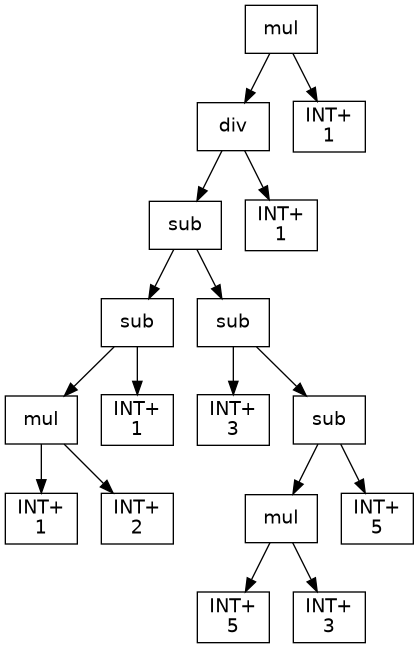 mul
div
INT+
1
sub
INT+
1
sub
sub
mul
INT+
1
INT+
3
sub
INT+
1
INT+
2
mul
INT+
5
INT+
5
INT+
3